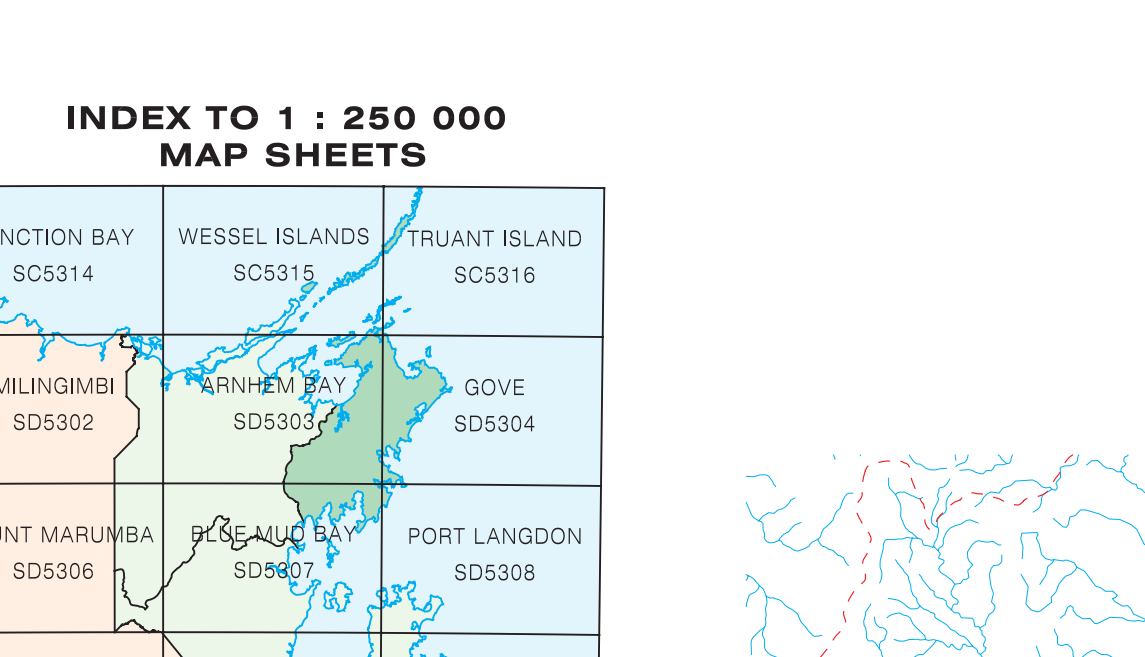 INDEX TO 1 : 250 000
MAP SHEETS
NCTION BAY
SC5314
WESSEL ISLANDS
SC5315
TRUANT ISLAND
SC5316
MILINGIMBI
SD5302
ARNHEM BAY
SD5303
GOVE
SD5304
UNT MARUMBA
SD5306
BLUE MUD BAY
SD5307
PORT LANGDON
SD5308